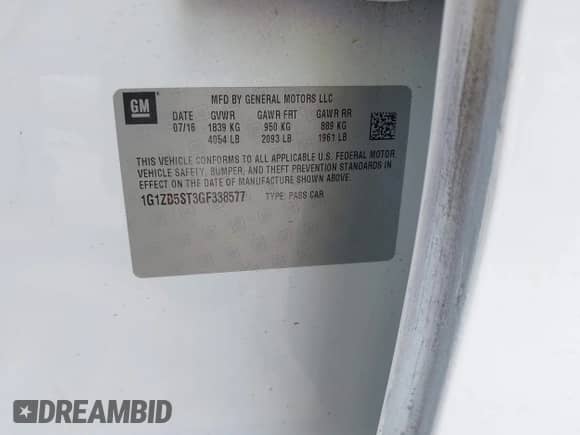 GM
MFD BY GENERAL MOTORS LLC
DATE GVWR GAWR FRT GAWR RR
07/16 1839 KG 950 KG 889 KG
4054 LB 2093 LB 1961 LB
THIS VEHICLE CONFORMS TO ALL APPLICABLE U.S. FEDERAL MOTOR
VEHICLE SAFETY, BUMPER, AND THEFT PREVENTION STANDARDS IN
EFFECT ON THE DATE OF MANUFACTURE SHOWN ABOVE.
1G1ZB5ST3GF338577 TYPE: PASS CAR
DREAMBID